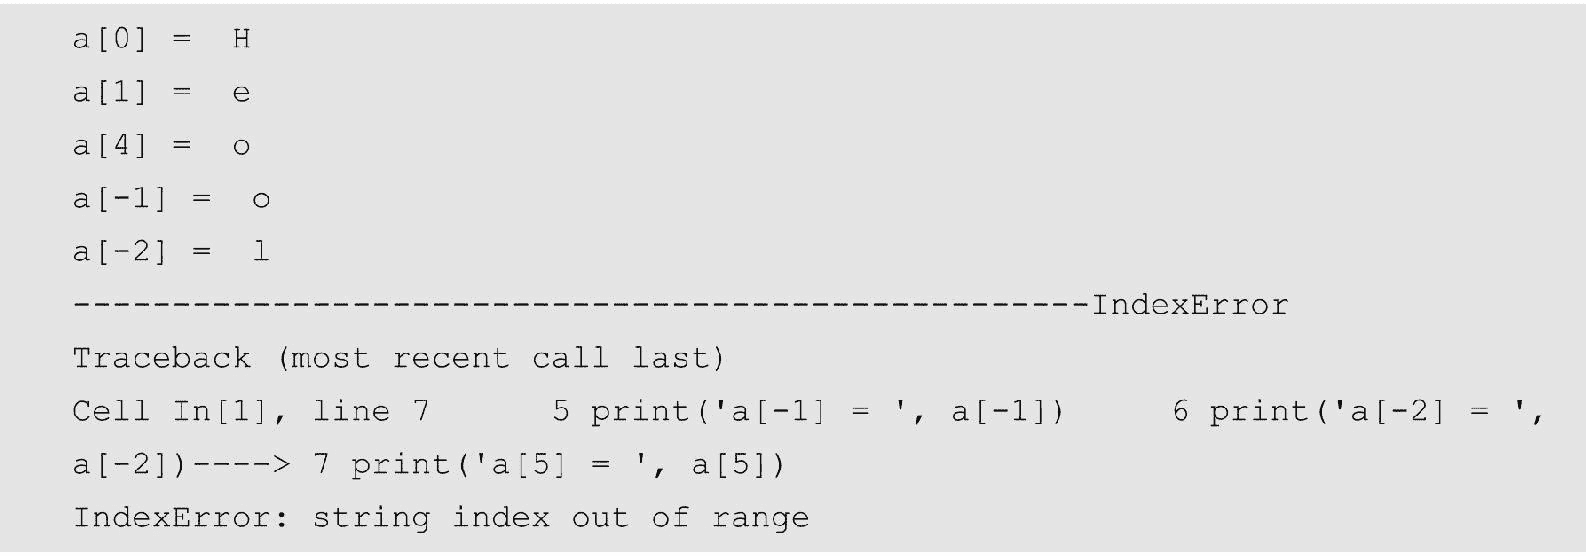 a[0] =  H
a[1] =  e
a[4] =  o
a[-1] =  o
a[-2] =  l
---------------------------------------------------IndexError
Traceback (most recent call last)
Cell In[1], line 7      5 print('a[-1] = ', a[-1])      6 print('a[-2] = ',
a[-2])----> 7 print('a[5] = ', a[5])
IndexError: string index out of range